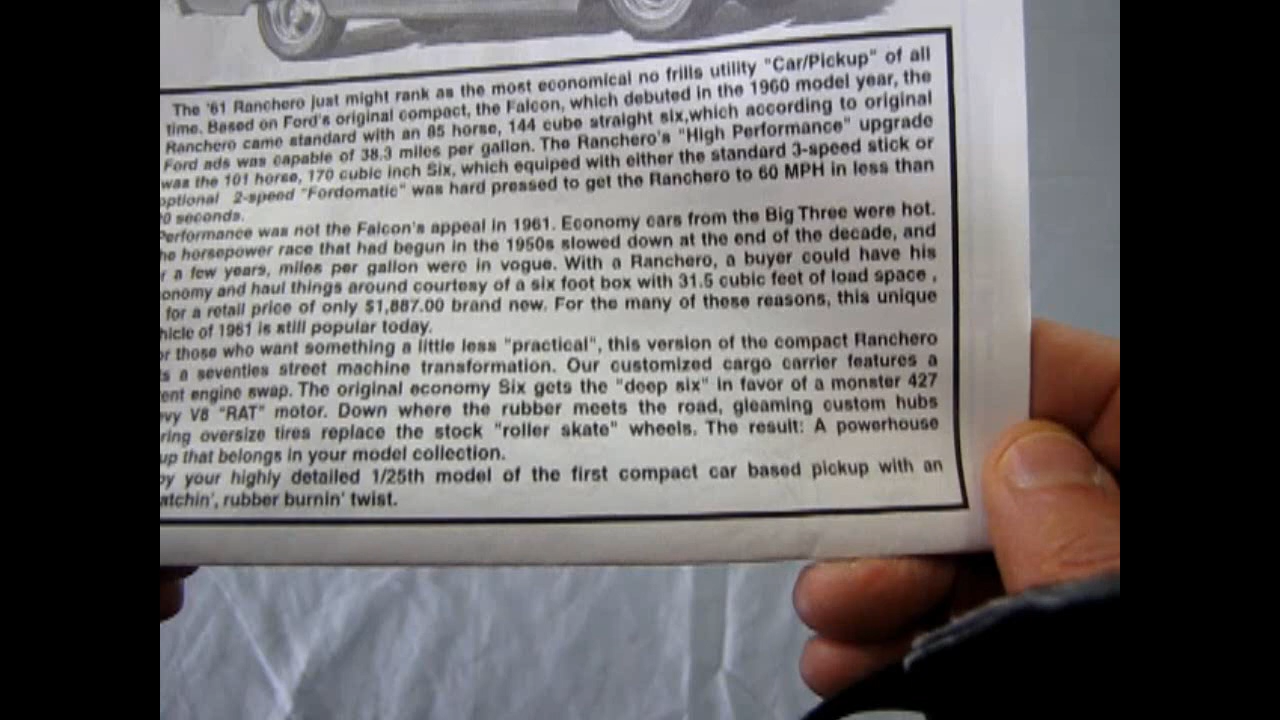 The '61 Ranchero just might rank as the most economical no frills utility "Car/Pickup" of all
time. Based on Ford's original compact, the Falcon, which debuted in the 1960 model year, the
Ranchero came standard with an 85 horse, 144 cube straight six,which according to original
Ford ads was capable of 38.3 miles per gallon. The Ranchero's "High Performance" upgrade
was the 101 horse, 170 cubic inch Six, which equiped with either the standard 3-speed stick or
optional 2-speed "Fordomatic" was hard pressed to get the Ranchero to 60 MPH in less than
0 seconds.
Performance was not the Falcon's appeal in 1961. Economy cars from the Big Three were hot.
he horsepower race that had begun in the 1950s slowed down at the end of the decade, and
r a few years, miles per gallon were in vogue. With a Ranchero, a buyer could have his
onomy and haul things around courtesy of a six foot box with 31.5 cubic feet of load space ,
for a retail price of only $1,887.00 brand new. For the many of these reasons, this unique
hicle of 1961 is still popular today.
or those who want something a little less "practical", this version of the compact Ranchero
s a seventies street machine transformation. Our customized cargo carrier features a
ent engine swap. The original economy Six gets the "deep six" in favor of a monster 427
evy V8 "RAT" motor. Down where the rubber meets the road, gleaming custom hubs
ring oversize tires replace the stock "roller skate" wheels. The result: A powerhouse
up that belongs in your model collection.
oy your highly detailed 1/25th model of the first compact car based pickup with an
atchin', rubber burnin' twist.